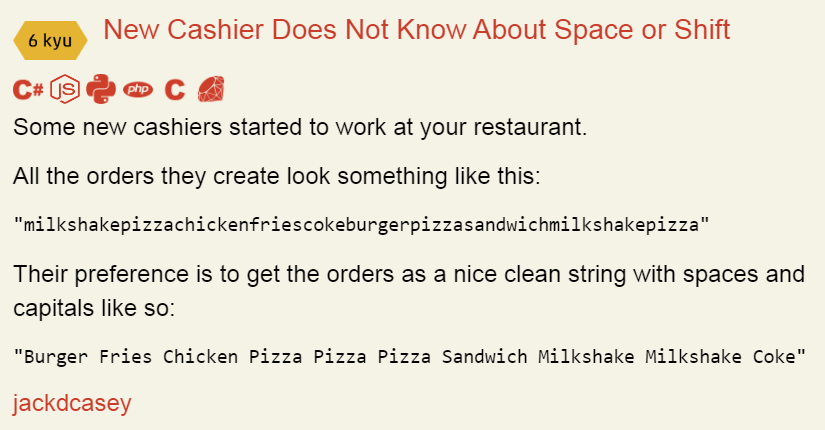 6 kyu
New Cashier Does Not Know About Space or Shift
C# JS php C
Some new cashiers started to work at your restaurant.
All the orders they create look something like this:
"milkshakepizzachickenfriescokeburgerpizzasandwichmilkshakepizza"
Their preference is to get the orders as a nice clean string with spaces and
capitals like so:
"Burger Fries Chicken Pizza Pizza Pizza Sandwich Milkshake Milkshake Coke"
jackdcasey